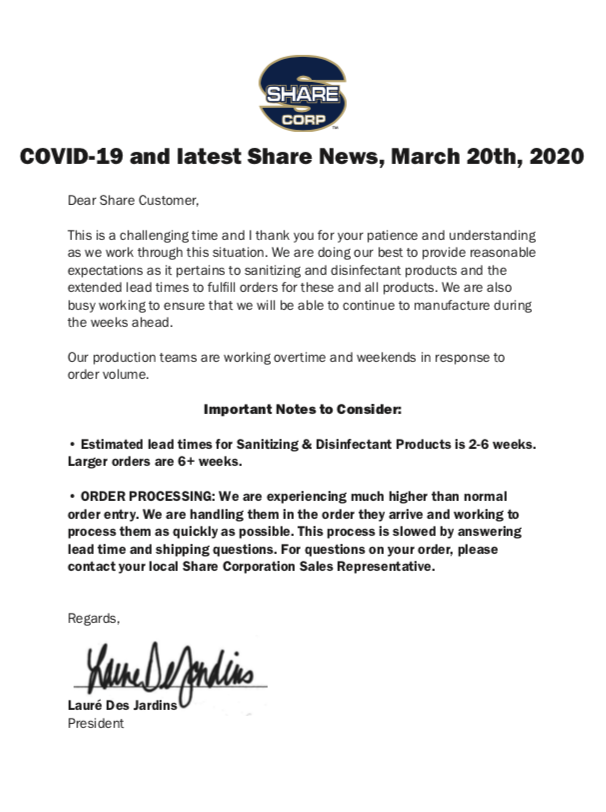 SHARE
CORP
™
COVID-19 and latest Share News, March 20th, 2020
Dear Share Customer,
This is a challenging time and I thank you for your patience and understanding
as we work through this situation. We are doing our best to provide reasonable
expectations as it pertains to sanitizing and disinfectant products and the
extended lead times to fulfill orders for these and all products. We are also
busy working to ensure that we will be able to continue to manufacture during
the weeks ahead.
Our production teams are working overtime and weekends in response to
order volume.
Important Notes to Consider:
• Estimated lead times for Sanitizing & Disinfectant Products is 2-6 weeks.
Larger orders are 6+ weeks.
• ORDER PROCESSING: We are experiencing much higher than normal
order entry. We are handling them in the order they arrive and working to
process them as quickly as possible. This process is slowed by answering
lead time and shipping questions. For questions on your order, please
contact your local Share Corporation Sales Representative.
Regards,
Laure Des Jardins
Lauré Des Jardins
President